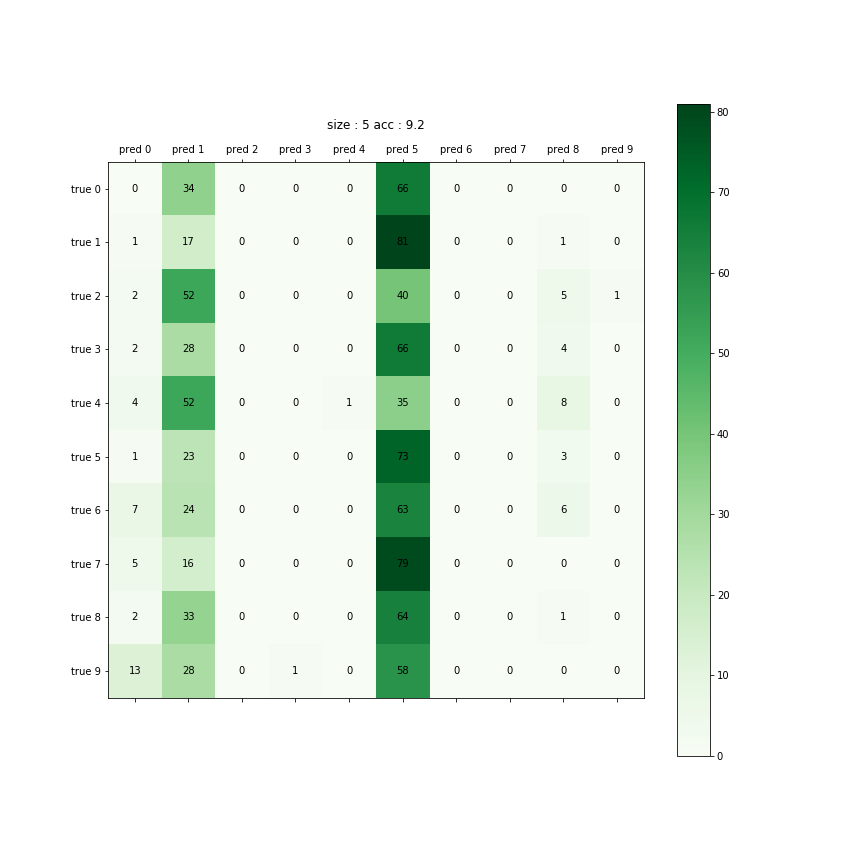 size : 5 acc : 9.2
pred 0 pred 1 pred 2 pred 3 pred 4 pred 5 pred 6 pred 7 pred 8 pred 9
true 0 0 34 0 0 0 66 0 0 0 0
true 1 1 17 0 0 0 81 0 0 1 0
true 2 2 52 0 0 0 40 0 0 5 1
true 3 2 28 0 0 0 66 0 0 4 0
true 4 4 52 0 0 1 35 0 0 8 0
true 5 1 23 0 0 0 73 0 0 3 0
true 6 7 24 0 0 0 63 0 0 6 0
true 7 5 16 0 0 0 79 0 0 0 0
true 8 2 33 0 0 0 64 0 0 1 0
true 9 13 28 0 1 0 58 0 0 0 0
80
70
60
50
40
30
20
10
0